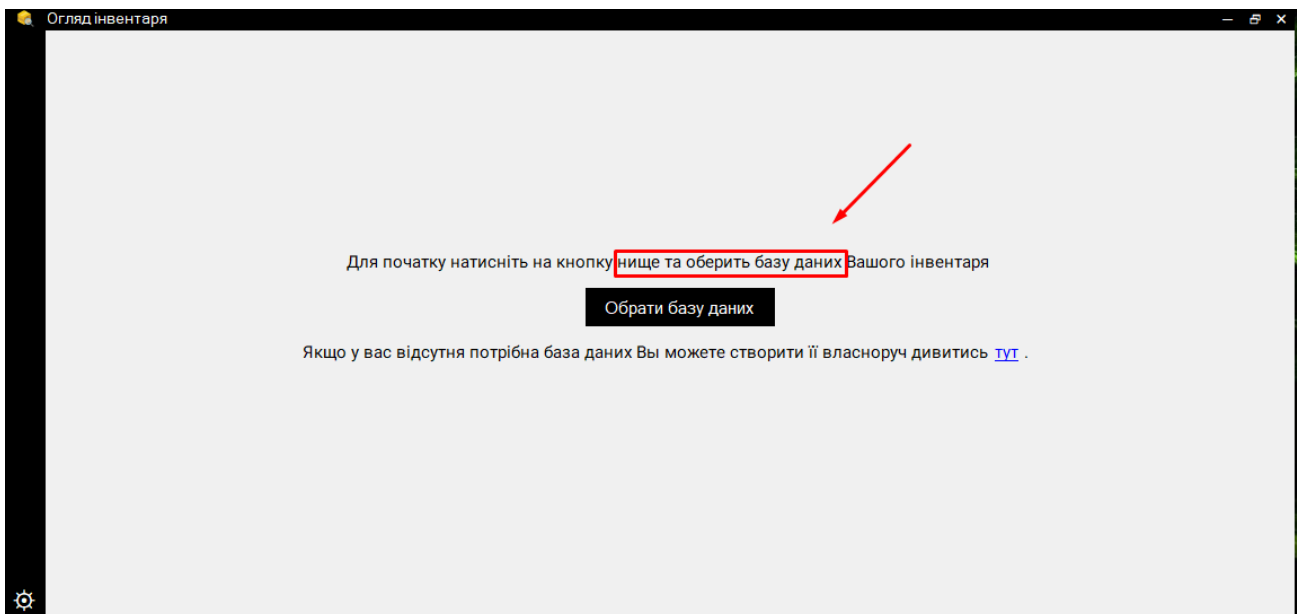 Огляд інвентаря
Для початку натисніть на кнопку нище та оберить базу даних Вашого інвентаря
Обрати базу даних
Якщо у вас відсутня потрібна база даних Вы можете створити її власноруч дивитись тут .